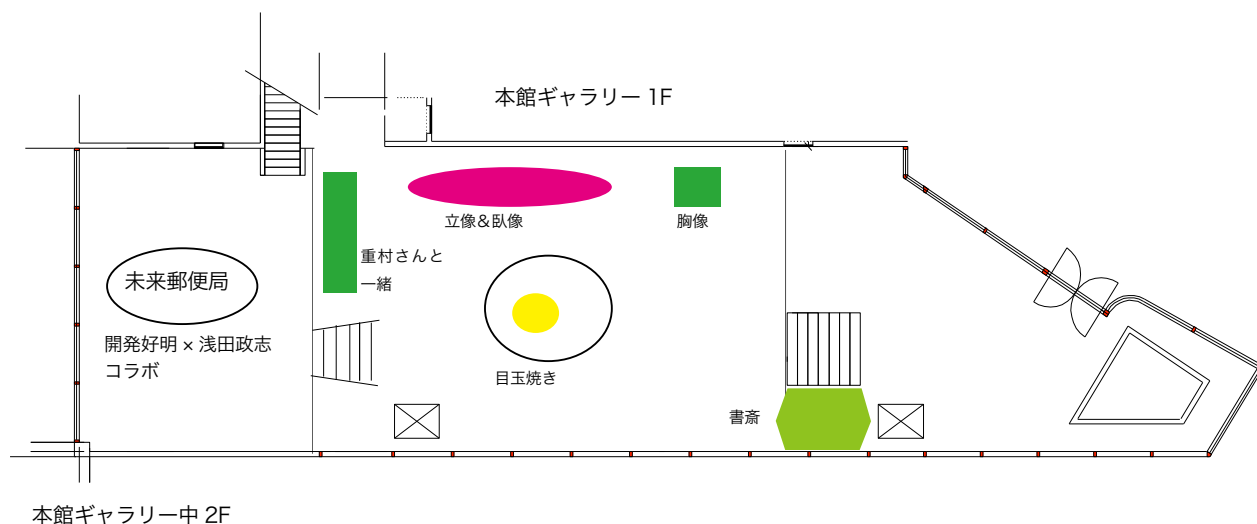 本館ギャラリー 1F
立像&臥像
胸像
重村さんと
一緒
未来郵便局
開発好明 × 浅田政志
コラボ
目玉焼き
書斎
本館ギャラリー中 2F